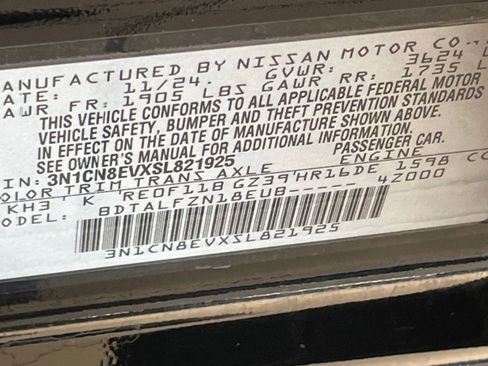 ANUFACTURED BY NISSAN MOTOR CO.,
ATE: 11/24. GVWR: 3624 L
AWR FR: 1905 LBS GAWR RR: 1735 L
THIS VEHICLE CONFORMS TO ALL APPLICABLE FEDERAL MOTOR
VEHICLE SAFETY, BUMPER AND THEFT PREVENTION STANDARDS
IN EFFECT ON THE DATE OF MANUFACTURE SHOWN ABOVE.
SEE OWNER'S MANUAL FOR ADDITIONAL INFORMATION.
IN: 3N1CN8EVXSL821925 PASSENGER CAR.
OLOR TRIM TRANS AXLE ENGINE
KH3 K RE0F11B GZ39 HR16DE 1598 CC
ODEL: BDTALFZN18EUB----- 4Z000
3N1CN8EVXSL821925